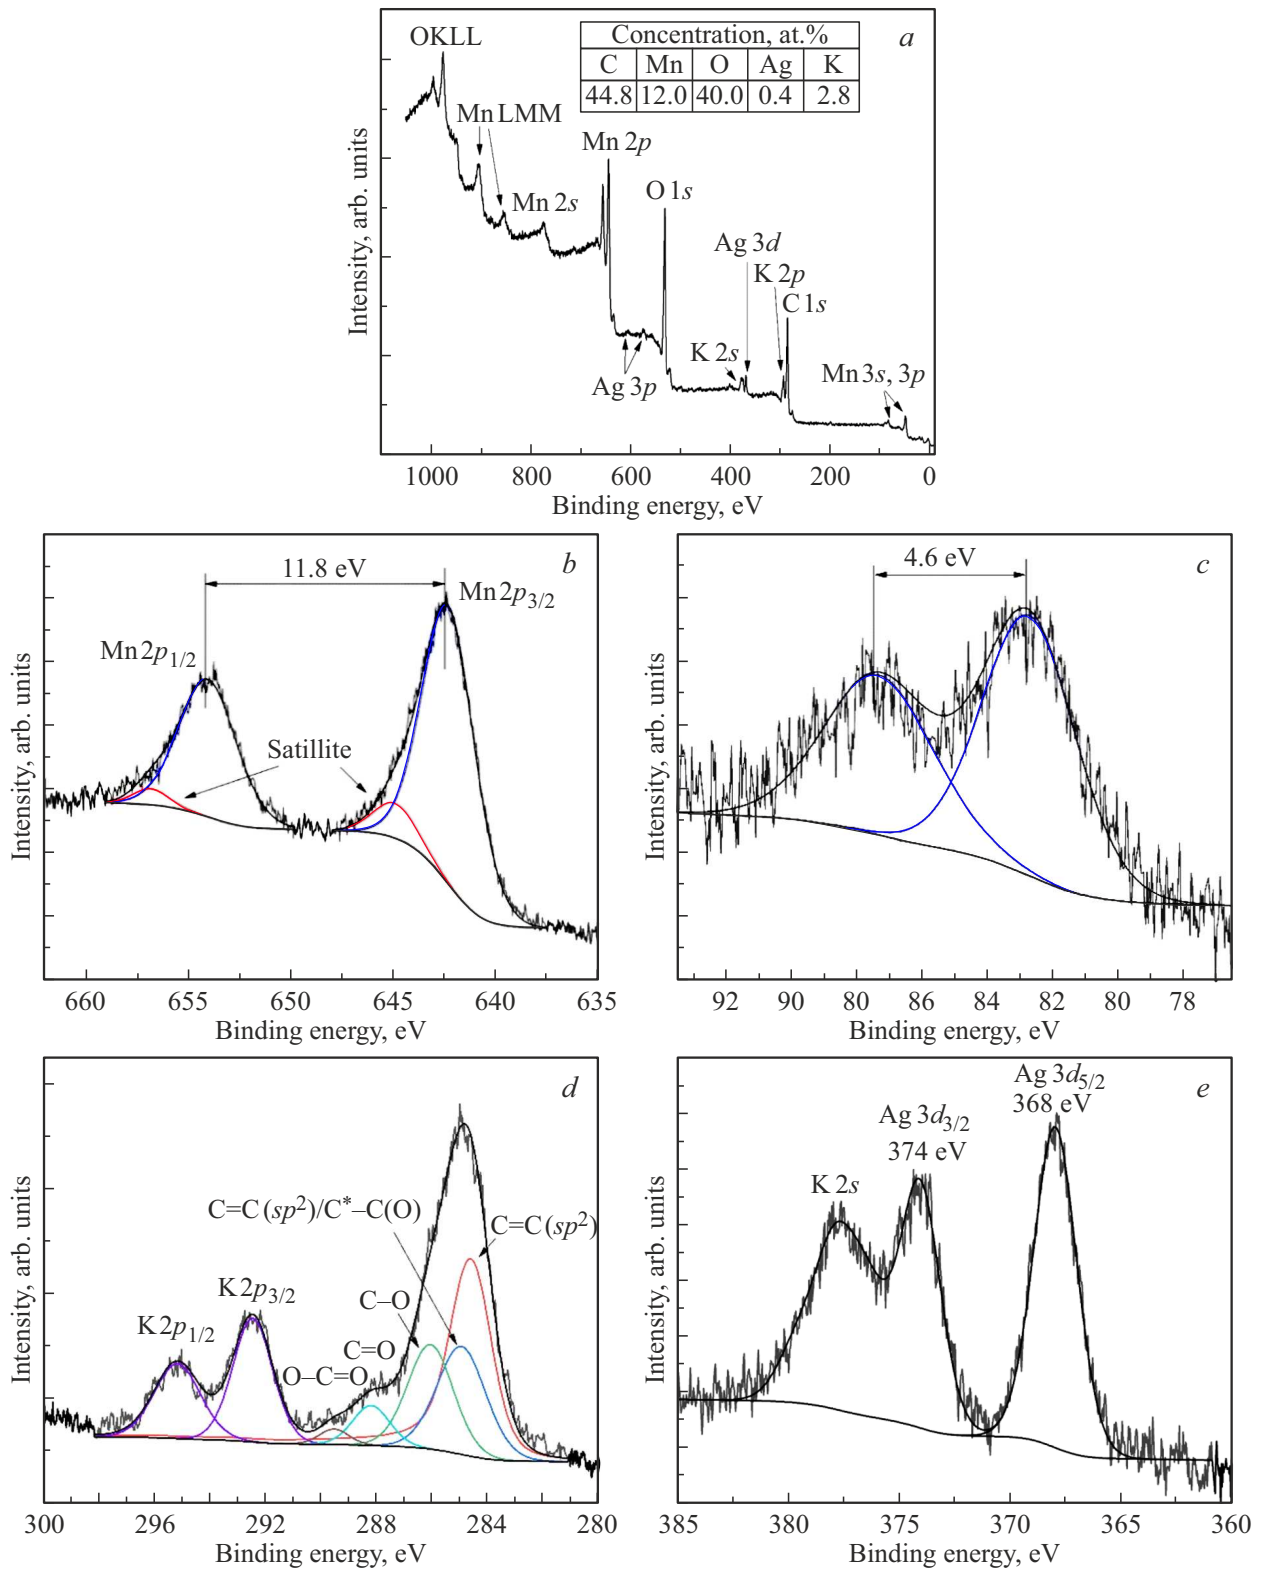 a
Concentration, at.%
C Mn O Ag K
44.8 12.0 40.0 0.4 2.8
OKLL
Mn LMM
Mn 2s
Mn 2p
O 1s
Ag 3d
K 2p
C 1s
K 2s
Ag 3p
Mn 3s, 3p
Intensity, arb. units
1000 800 600 400 200 0
Binding energy, eV
b
11.8 eV
Mn 2p3/2
Mn 2p1/2
Satillite
Intensity, arb. units
660 655 650 645 640 635
Binding energy, eV
c
4.6 eV
Intensity, arb. units
92 90 80 86 84 82 80 78
Binding energy, eV
d
C=C (sp²)/C*–C(O)
C=C (sp²)
K 2p3/2
C–O
K 2p1/2
C=O
O–C=O
Intensity, arb. units
300 296 292 288 284 280
Binding energy, eV
e
Ag 3d5/2
368 eV
Ag 3d3/2
374 eV
K 2s
Intensity, arb. units
385 380 375 370 365 360
Binding energy, eV